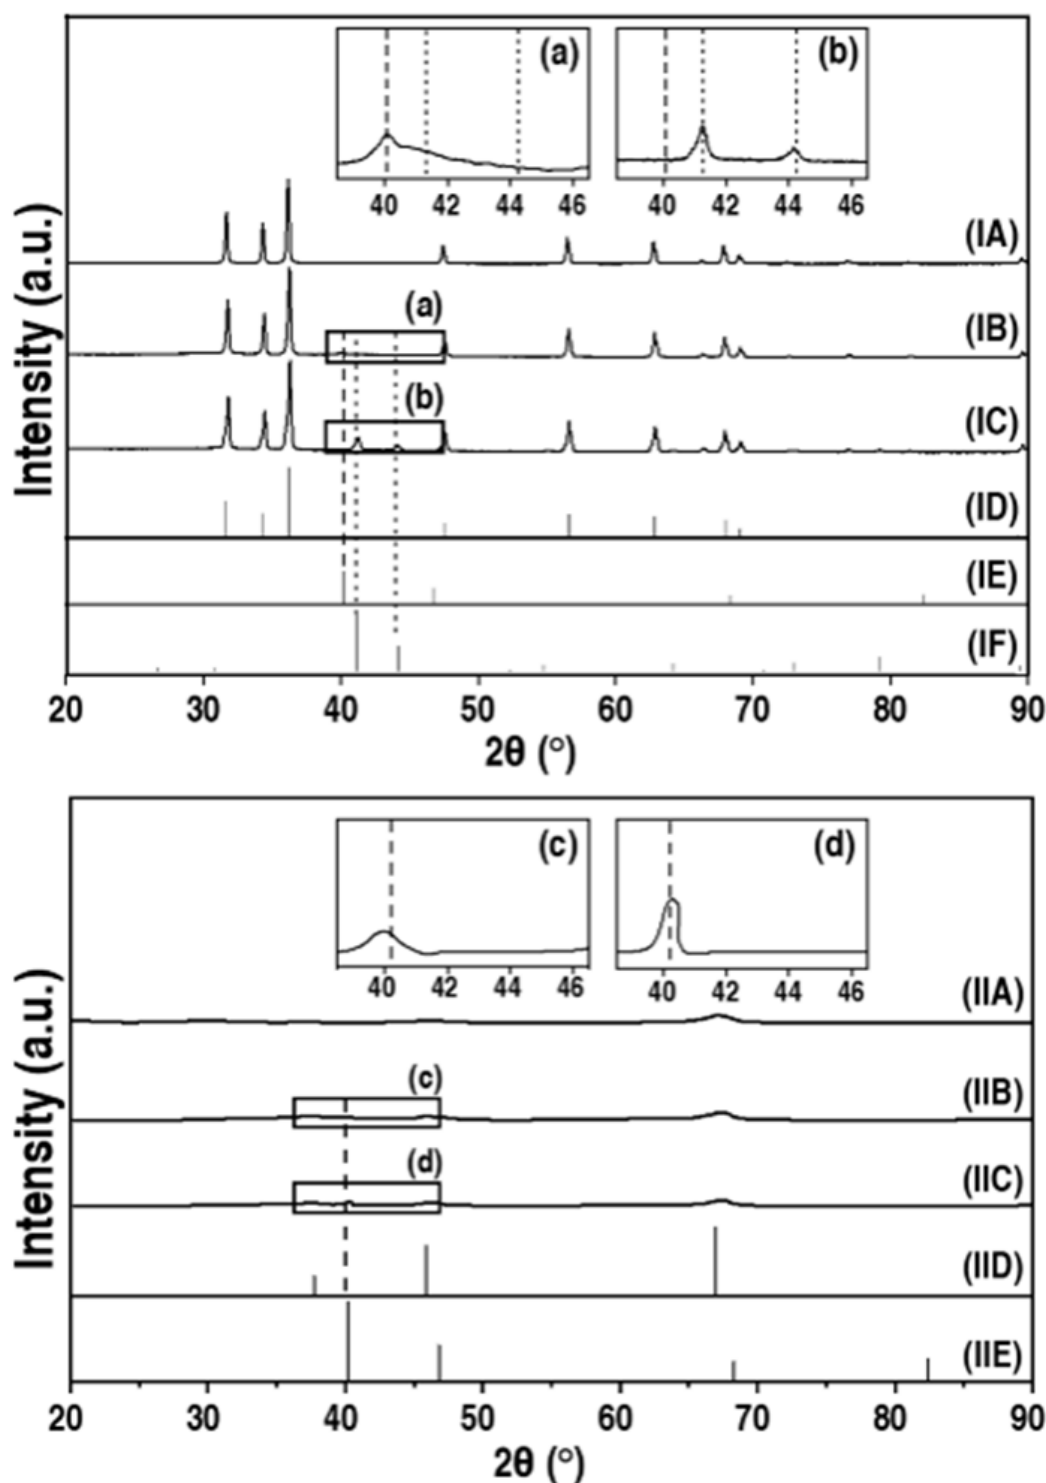 (a)
(b)
40 42 44 46
40 42 44 46
Intensity (a.u.)
(IA)
(a)
(IB)
(b)
(IC)
(ID)
(IE)
(IF)
20 30 40 50 60 70 80 90
2θ (°)
(c)
(d)
40 42 44 46
40 42 44 46
Intensity (a.u.)
(IIA)
(c)
(IIB)
(d)
(IIC)
(IID)
(IIE)
20 30 40 50 60 70 80 90
2θ (°)